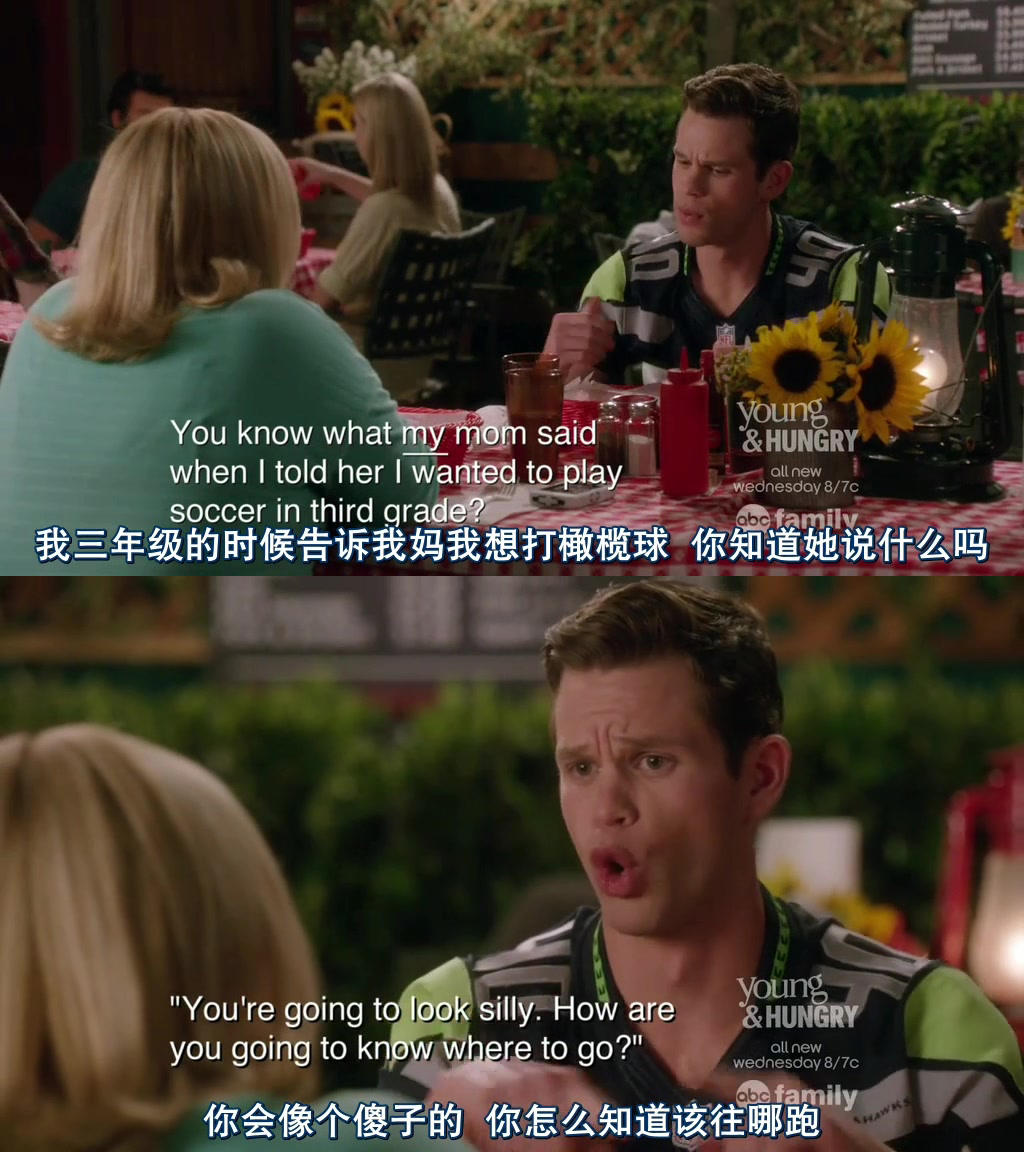 40
40
NFL
You know what my mom said
when I told her I wanted to play
soccer in third grade?
young
& HUNGRY
all new
wednesday 8/7c
abc family
我三年级的时候告诉我妈我想打橄榄球 你知道她说什么吗
"You're going to look silly. How are
you going to know where to go?"
young
& HUNGRY
all new
wednesday 8/7c
abc family
你会像个傻子的 你怎么知道该往哪跑